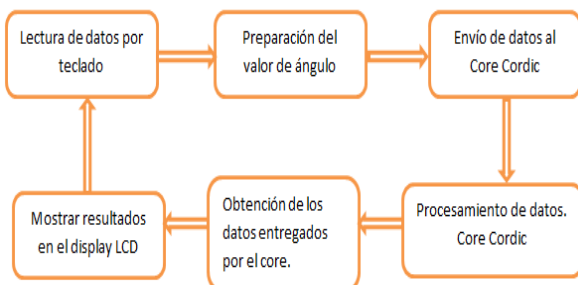 Lectura de datos por
teclado
Preparación del
valor de ángulo
Envío de datos al
Core Cordic
Procesamiento de datos.
Core Cordic
Obtención de los
datos entregados
por el core.
Mostrar resultados
en el display LCD